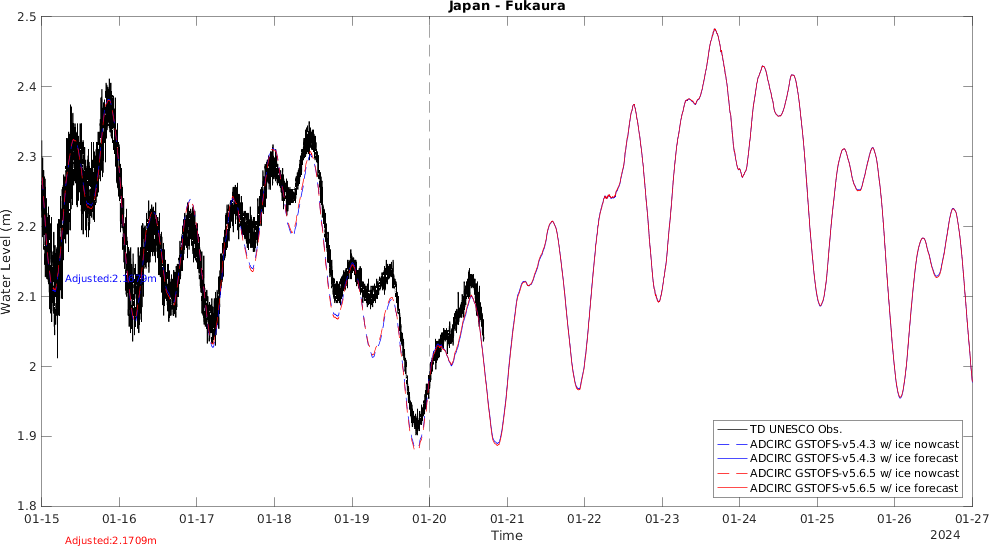 Japan - Fukaura
2.5
2.4
2.3
2.2
2.1
2
1.9
1.8
Water Level (m)
Adjusted:2.1709m
TD UNESCO Obs.
ADCIRC GSTOFS-v5.4.3 w/ ice nowcast
ADCIRC GSTOFS-v5.4.3 w/ ice forecast
ADCIRC GSTOFS-v5.6.5 w/ ice nowcast
ADCIRC GSTOFS-v5.6.5 w/ ice forecast
01-15 01-16 01-17 01-18 01-19 01-20 01-21 01-22 01-23 01-24 01-25 01-26 01-27
Time
2024
Adjusted:2.1709m